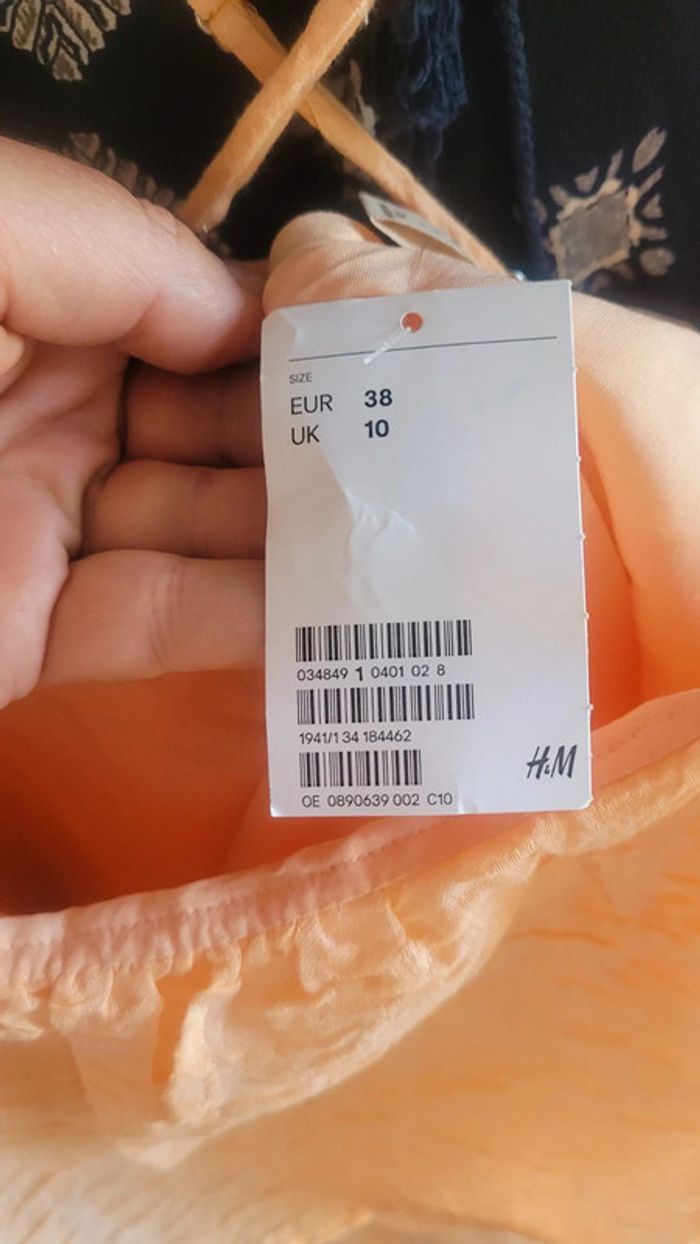 SIZE
EUR 38
UK 10
034849 1 0401 02 8
1941/1 34 184462
H&M
OE 0890639 002 C10